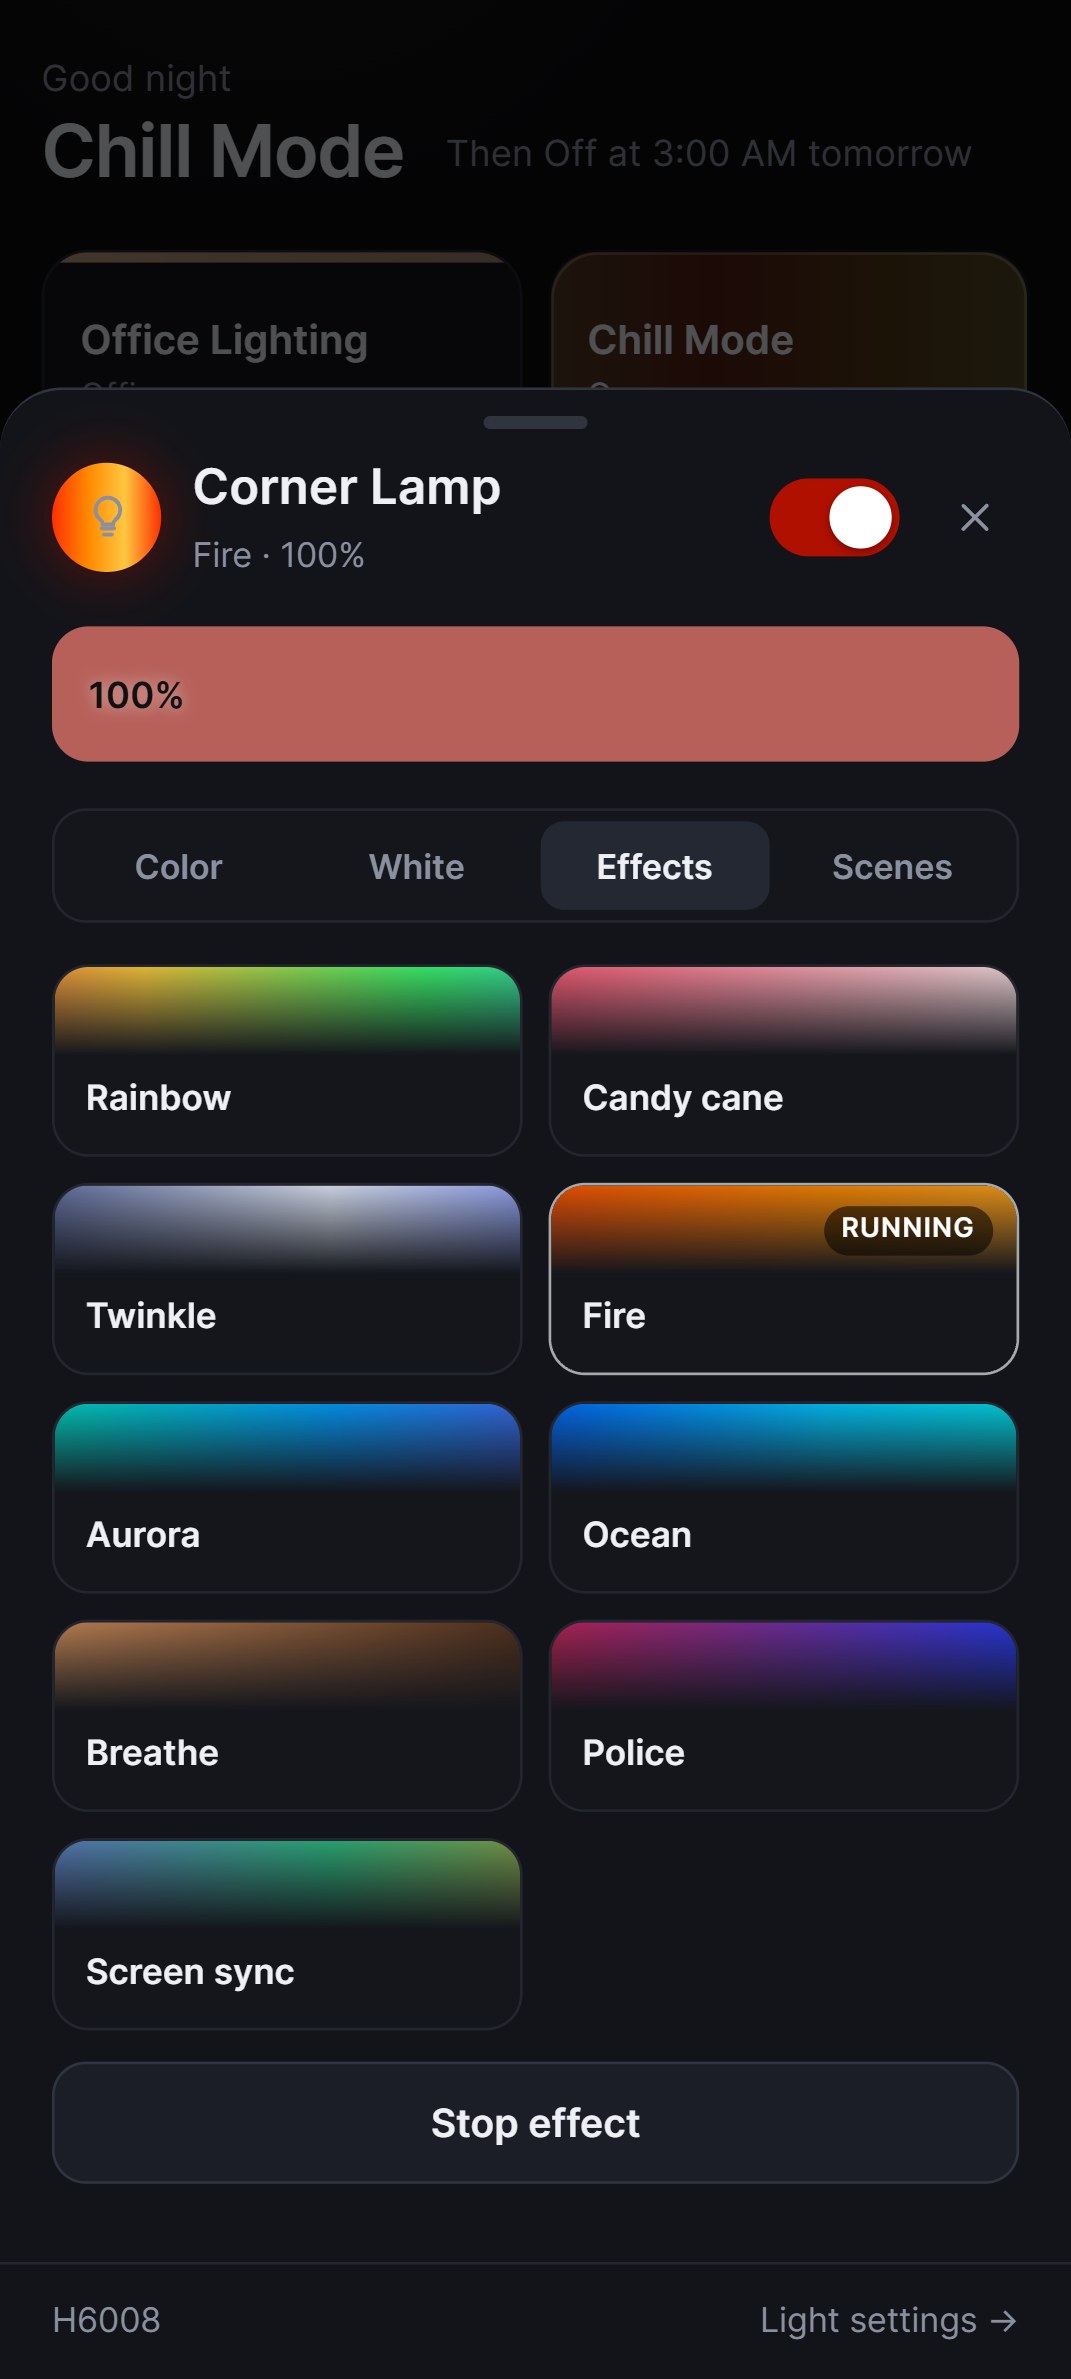 Good night
Chill Mode Then Off at 3:00 AM tomorrow
Office Lighting Chill Mode
Corner Lamp
Fire · 100%
100%
Color White Effects Scenes
Rainbow Candy cane
RUNNING
Twinkle Fire
Aurora Ocean
Breathe Police
Screen sync
Stop effect
H6008 Light settings →